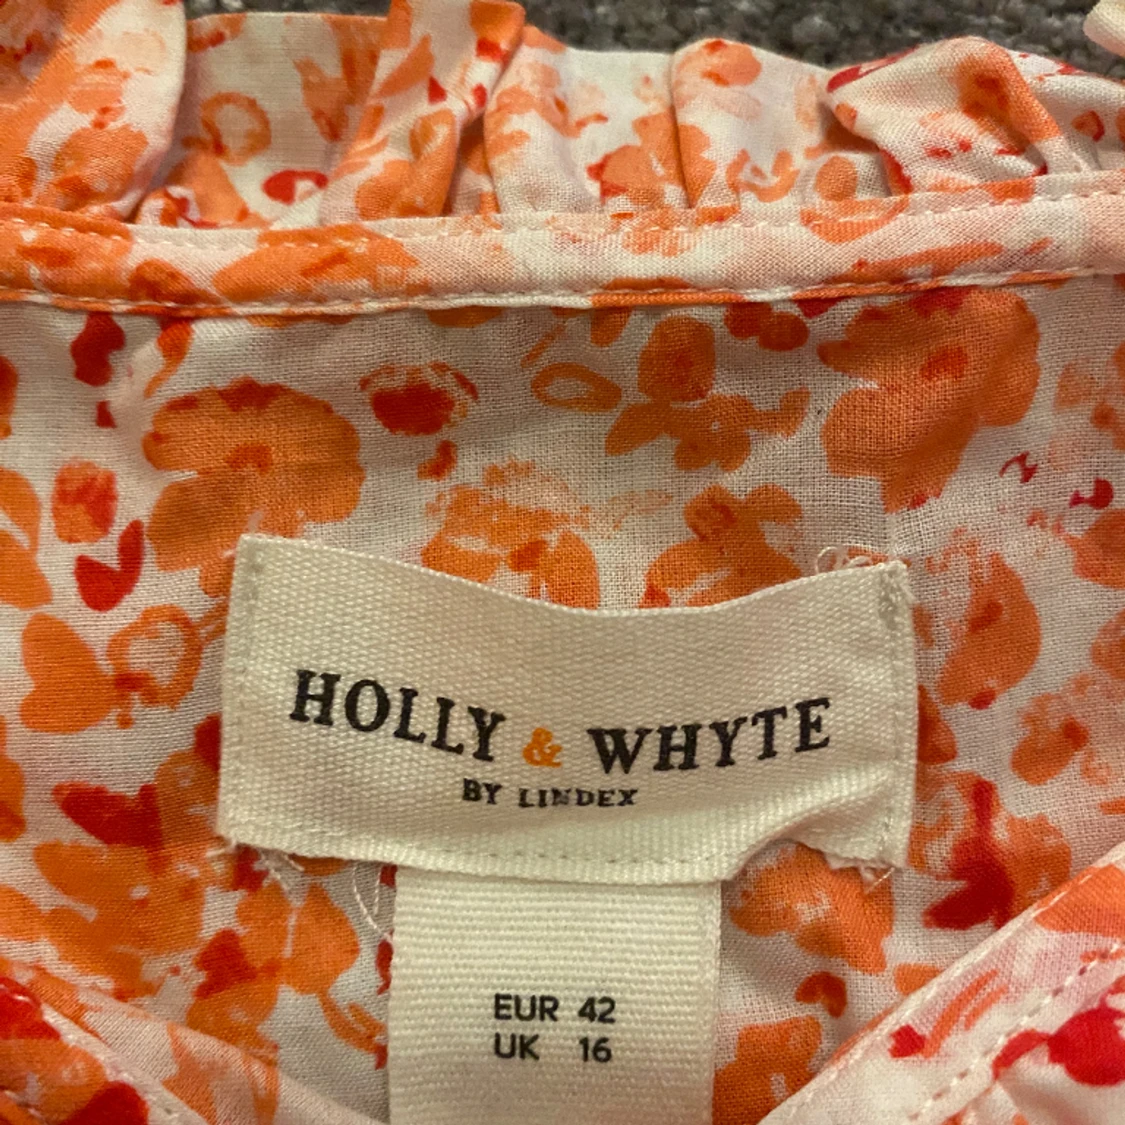 HOLLY & WHYTE
BY LINDEX
EUR 42
UK 16